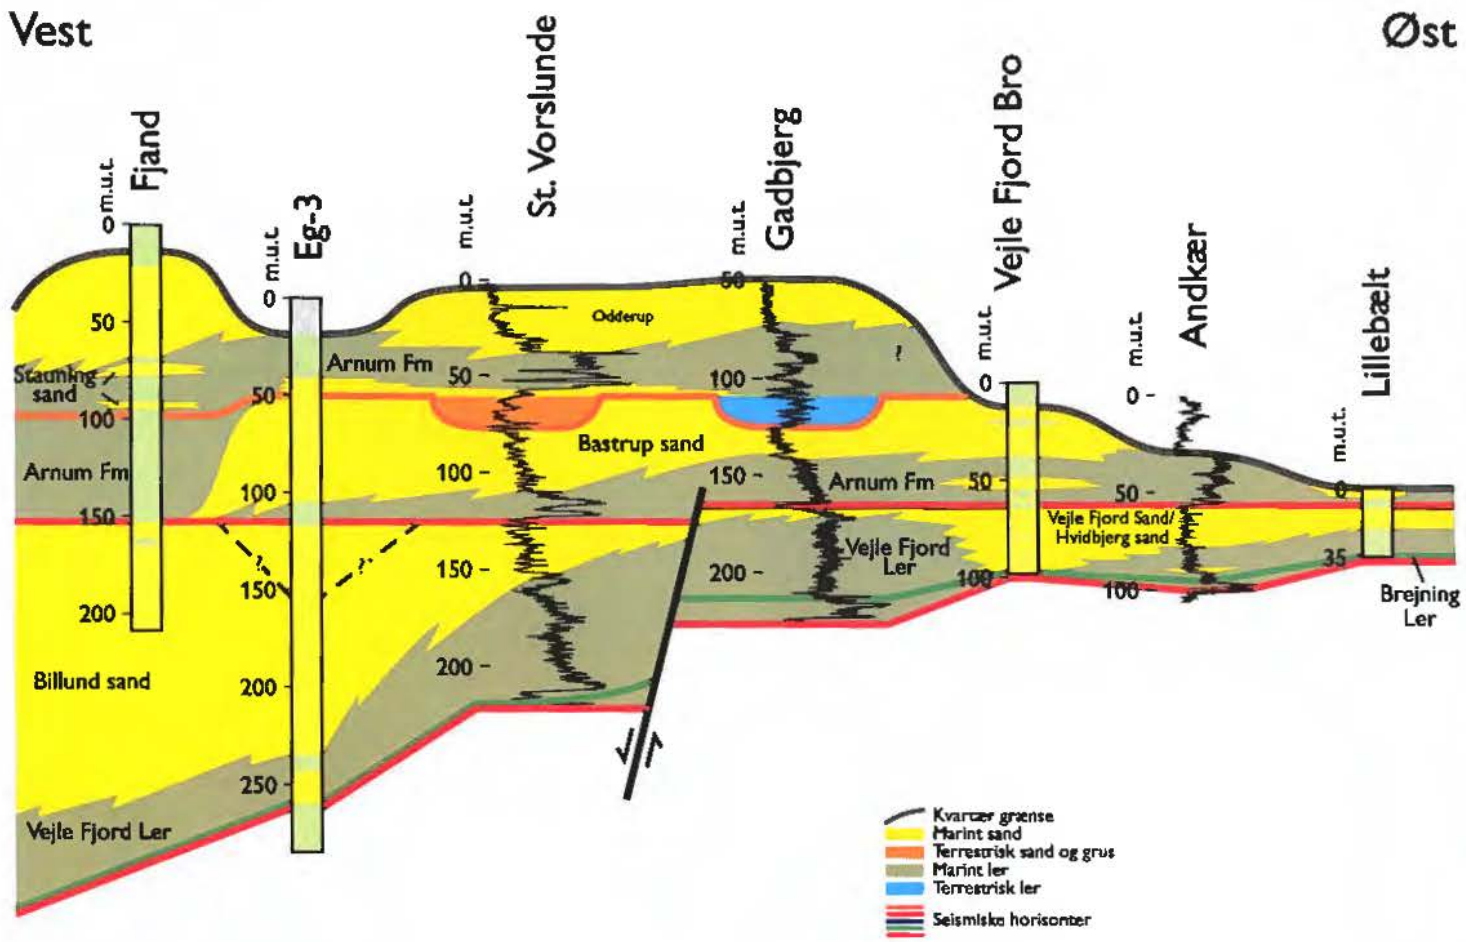 Vest
Øst
Fjand
m.u.t.
0
50
100
150
200
Eg-3
m.u.t.
0
50
100
150
200
250
St. Vorslunde
m.u.t.
0
50
100
150
200
Gadbjerg
m.u.t.
50
100
150
200
Vejle Fjord Bro
m.u.t.
0
50
100
Andkær
m.u.t.
0
50
100
Lillebælt
m.u.t.
0
35
Odderup
Arnum Fm
?
Stauning
sand
Bastrup sand
Arnum Fm
Arnum Fm
Vejle Fjord Sand/
Hvidbjerg sand
Vejle Fjord
Ler
?
?
Brejning
Ler
Billund sand
Vejle Fjord Ler
Kvartær grænse
Marint sand
Terrestrisk sand og grus
Marint ler
Terrestrisk ler
Seismiske horisonter